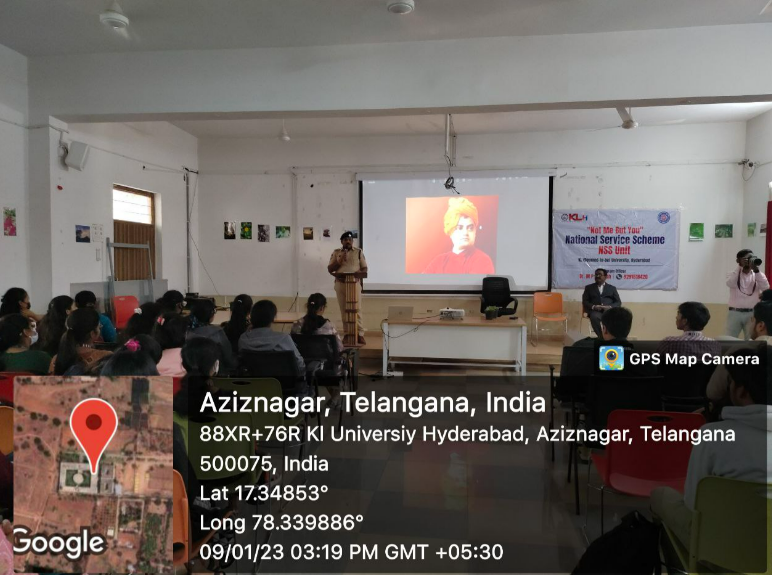 KLH
"Not Me But You"
National Service Scheme
NSS Unit
GPS Map Camera
Aziznagar, Telangana, India
88XR+76R Kl Universiy Hyderabad, Aziznagar, Telangana
500075, India
Lat 17.34853°
Long 78.339886°
09/01/23 03:19 PM GMT +05:30
Google